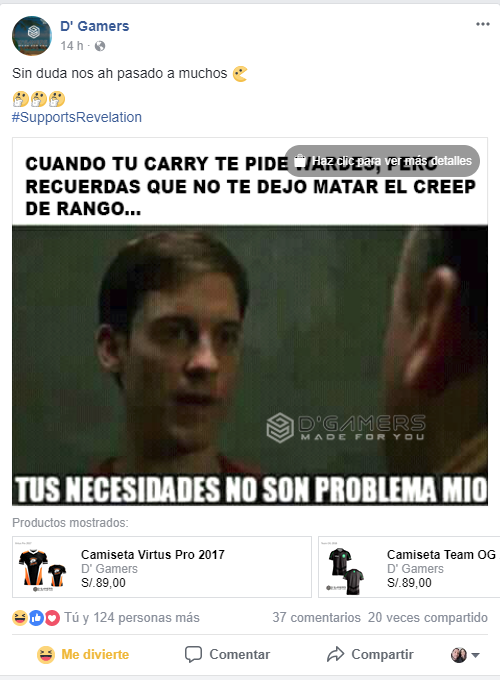 D' Gamers
14 h ·
Sin duda nos ah pasado a muchos
#SupportsRevelation
CUANDO TU CARRY TE PIDE WARDES, PERO
Haz clic para ver más detalles
RECUERDAS QUE NO TE DEJO MATAR EL CREEP
DE RANGO...
D'GAMERS
MADE FOR YOU
TUS NECESIDADES NO SON PROBLEMA MIO
Productos mostrados:
Camiseta Virtus Pro 2017
D' Gamers
S/.89,00
Camiseta Team OG
D' Gamers
S/.89,00
Tú y 124 personas más
37 comentarios 20 veces compartido
Me divierte
Comentar
Compartir